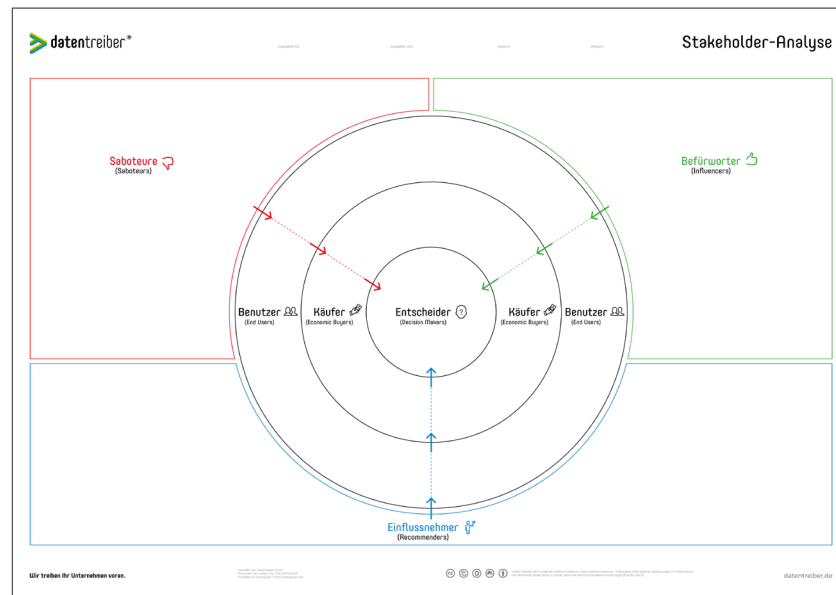 datentreiber®
Stakeholder-Analyse
Saboteure
(Saboteurs)
Befürworter
(Influencers)
Benutzer
(End Users)
Käufer
(Economic Buyers)
Entscheider
(Decision Makers)
Käufer
(Economic Buyers)
Benutzer
(End Users)
Einflussnehmer
(Recommenders)
Wir treiben Ihr Unternehmen voran.
datentreiber.de